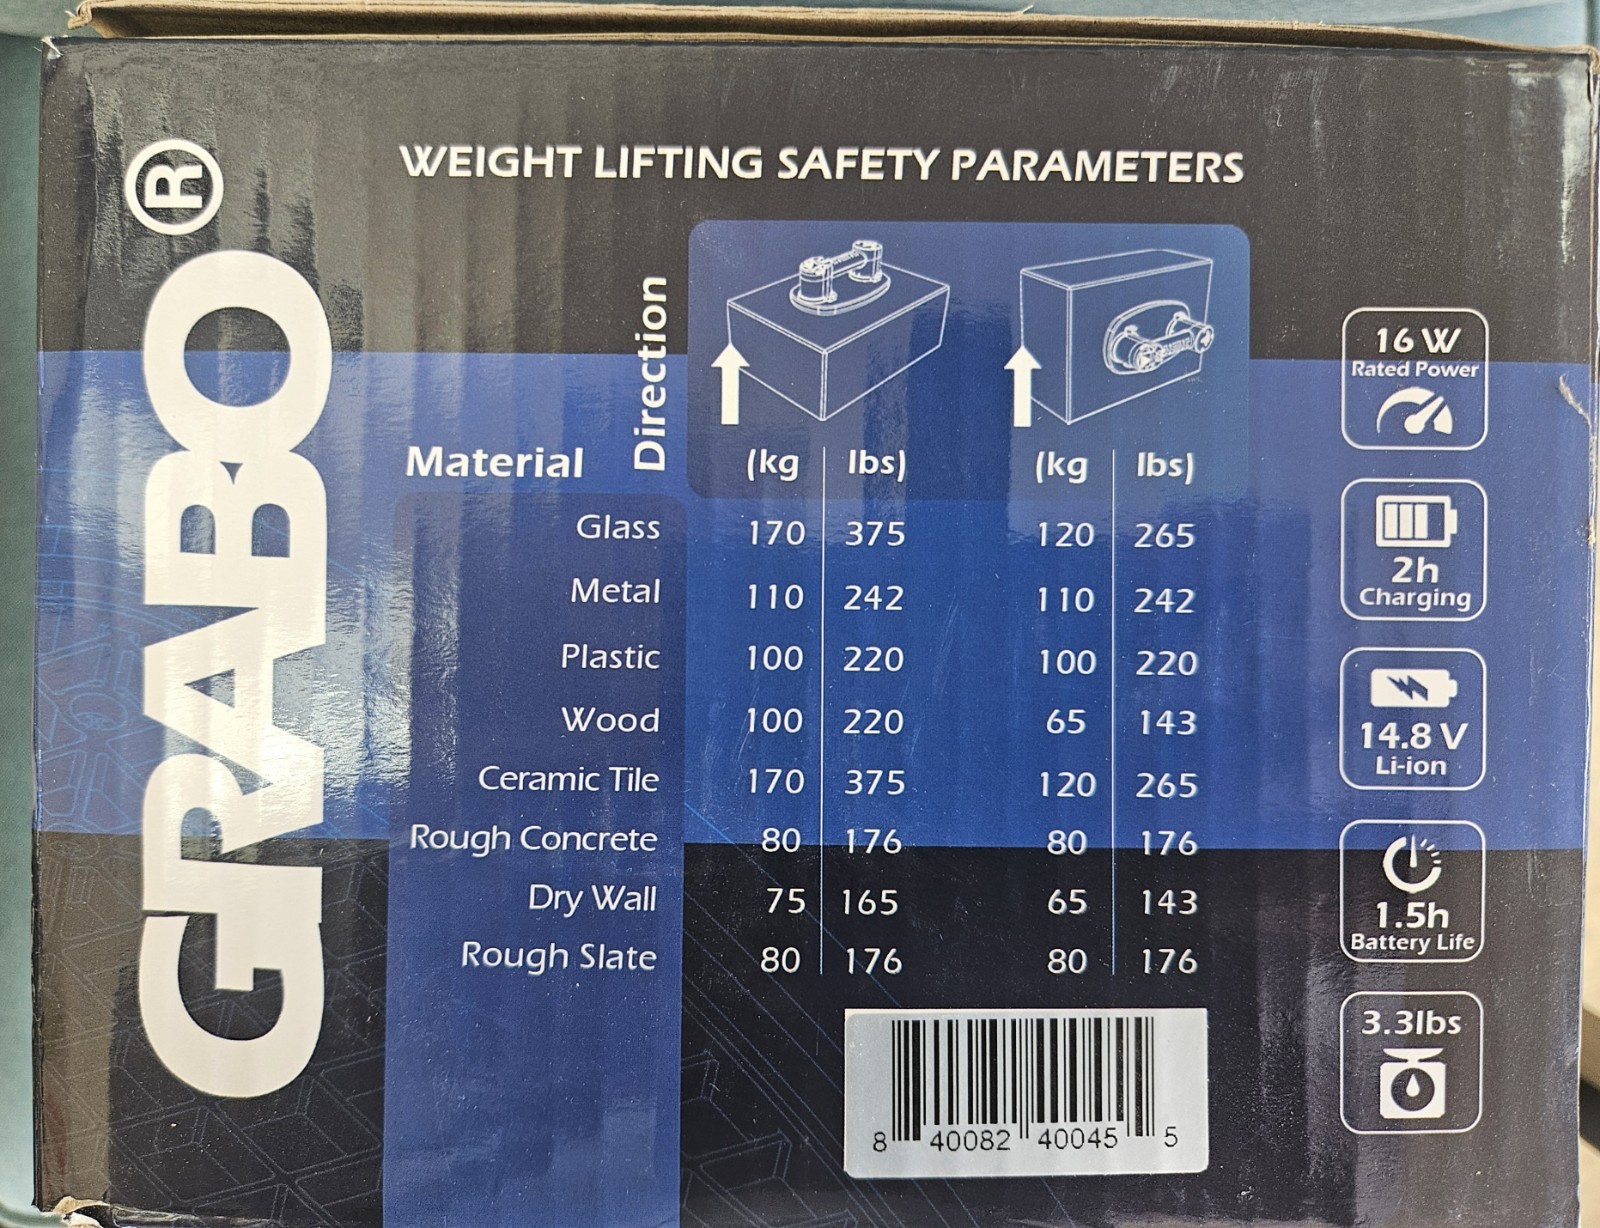 GRABO®
WEIGHT LIFTING SAFETY PARAMETERS
Direction
Material (kg lbs) (kg lbs)
Glass 170 375 120 265
Metal 110 242 110 242
Plastic 100 220 100 220
Wood 100 220 65 143
Ceramic Tile 170 375 120 265
Rough Concrete 80 176 80 176
Dry Wall 75 165 65 143
Rough Slate 80 176 80 176
16 W
Rated Power
2h
Charging
14.8 V
Li-ion
1.5h
Battery Life
3.3lbs
8 40082 40045 5